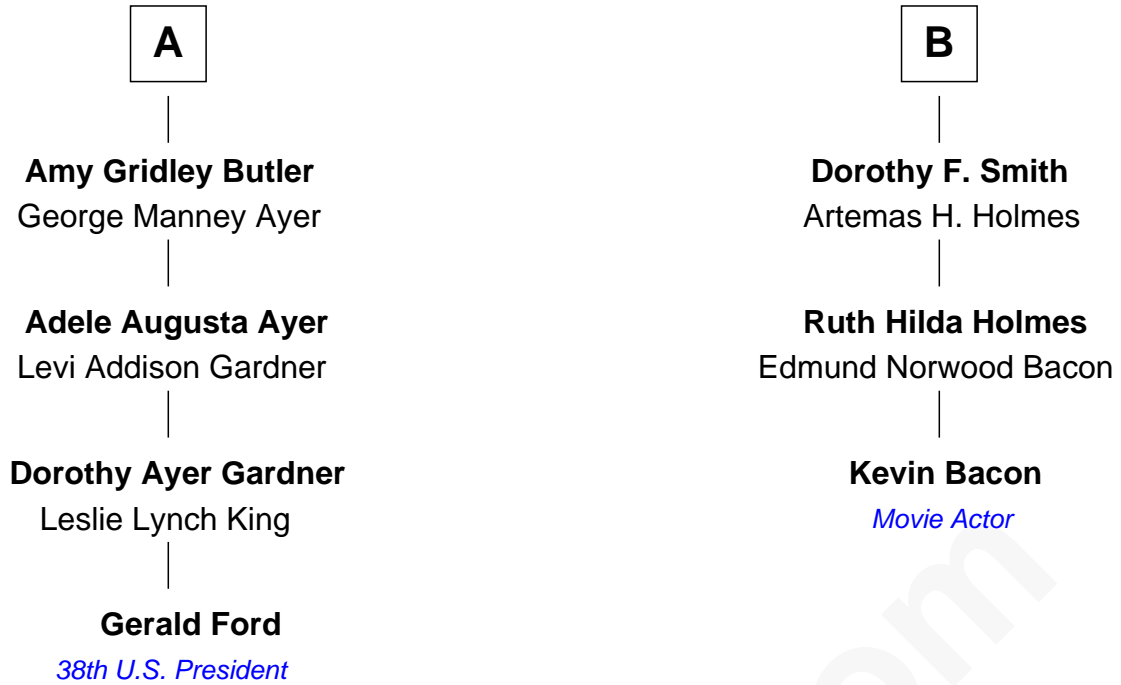 A
Amy Gridley Butler
George Manney Ayer
Adele Augusta Ayer
Levi Addison Gardner
Dorothy Ayer Gardner
Leslie Lynch King
Gerald Ford
38th U.S. President
B
Dorothy F. Smith
Artemas H. Holmes
Ruth Hilda Holmes
Edmund Norwood Bacon
Kevin Bacon
Movie Actor
om